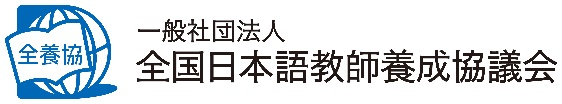 全養協
一般社団法人
全国日本語教師養成協議会